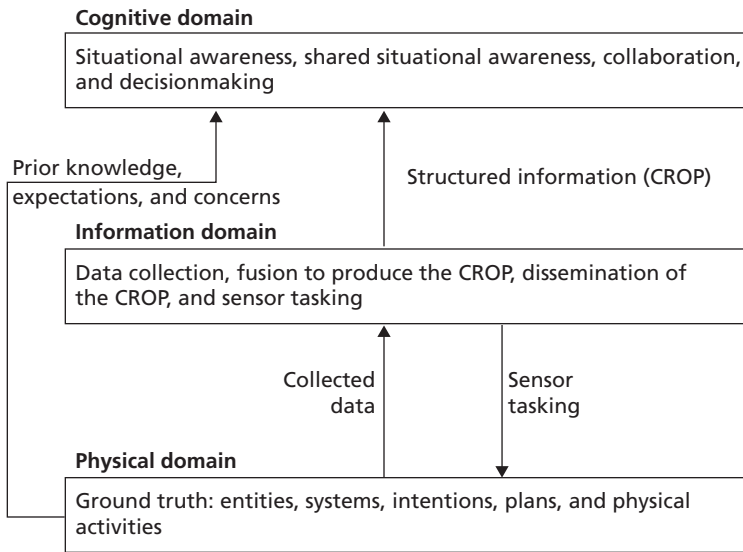 Cognitive domain
Situational awareness, shared situational awareness, collaboration,
and decisionmaking
Prior knowledge,
expectations, and concerns
Structured information (CROP)
Information domain
Data collection, fusion to produce the CROP, dissemination of
the CROP, and sensor tasking
Collected
data
Sensor
tasking
Physical domain
Ground truth: entities, systems, intentions, plans, and physical
activities